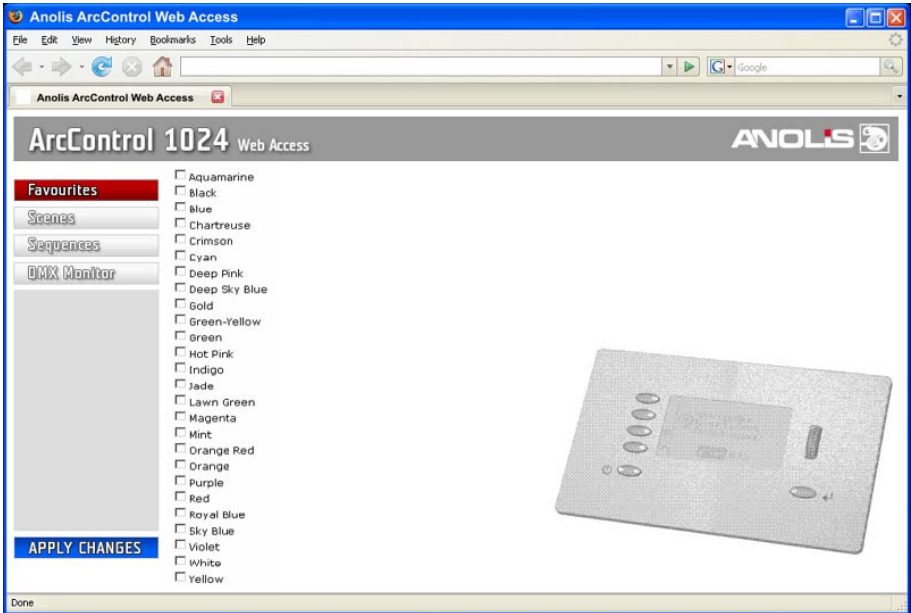 Anolis ArcControl Web Access
File Edit View History Bookmarks Tools Help
G Google
Anolis ArcControl Web Access
ArcControl 1024 Web Access
ANOLiS
Favourites
Scenes
Sequences
DMX Monitor
APPLY CHANGES
Aquamarine
Black
Blue
Chartreuse
Crimson
Cyan
Deep Pink
Deep Sky Blue
Gold
Green-Yellow
Green
Hot Pink
Indigo
Jade
Lawn Green
Magenta
Mint
Orange Red
Orange
Purple
Red
Royal Blue
Sky Blue
Violet
White
Yellow
Done